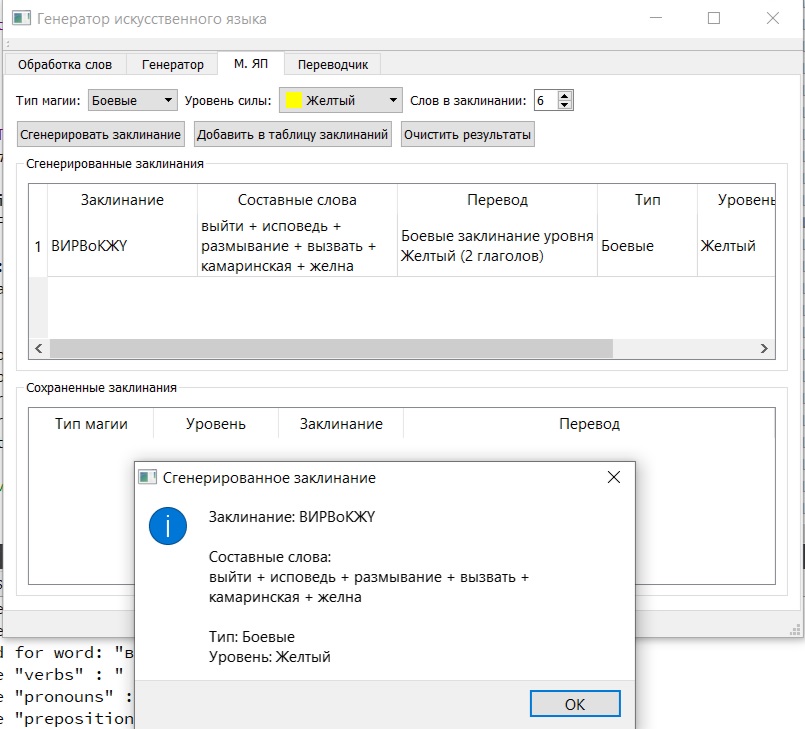 Генератор искусственного языка
Обработка слов Генератор М. ЯП Переводчик
Тип магии: Боевые Уровень силы: Желтый Слов в заклинании: 6
Сгенерировать заклинание Добавить в таблицу заклинаний Очистить результаты
Сгенерированные заклинания
Заклинание Составные слова Перевод Тип Уровень
1 ВИРВоКЖY выйти + исповедь + размывание + вызвать + камаринская + желна Боевые заклинание уровня Желтый (2 глаголов) Боевые Желтый
Сохраненные заклинания
Тип магии Уровень Заклинание Перевод
Сгенерированное заклинание
Заклинание: ВИРВоКЖY
Составные слова:
выйти + исповедь + размывание + вызвать +
камаринская + желна
Тип: Боевые
Уровень: Желтый
OK
for word: "в
"verbs" : "
"pronouns" :
"preposition